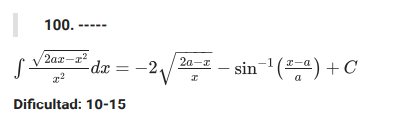 100. -----
∫ √(2ax−x²)/x² dx = −2√((2a−x)/x) − sin⁻¹((x−a)/a) + C
Dificultad: 10-15